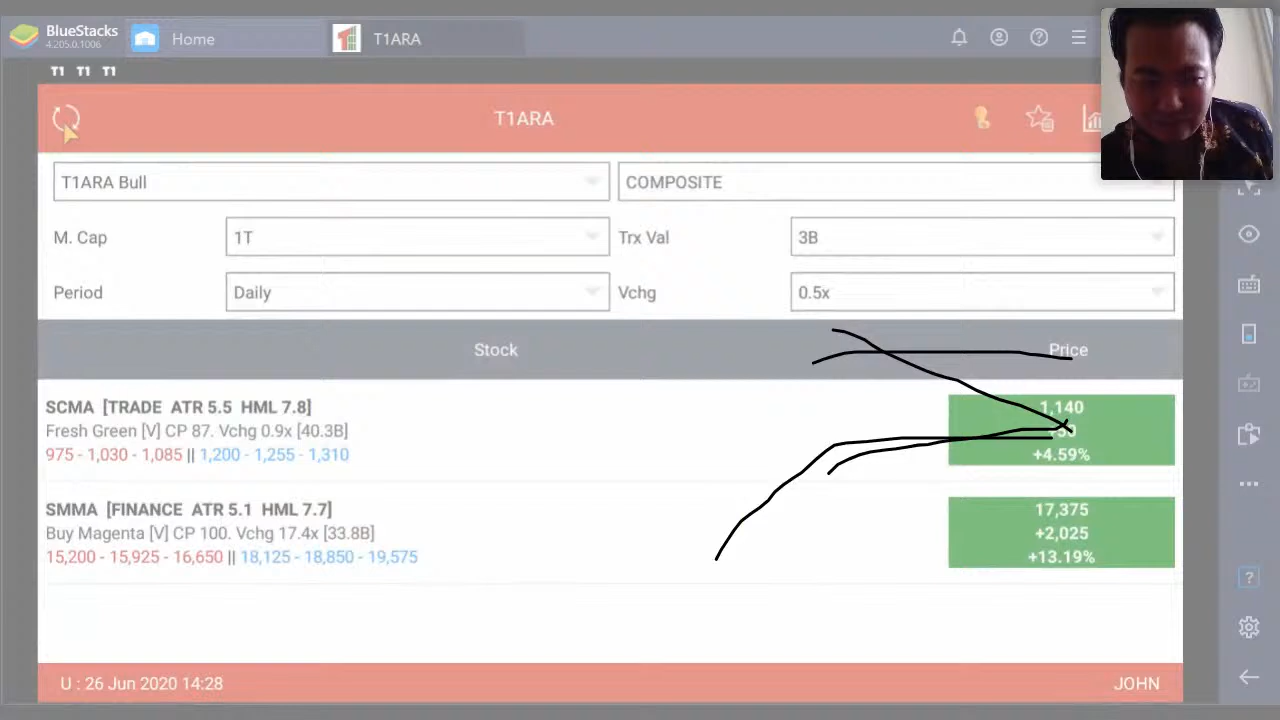 BlueStacks
4.205.0.1006
Home
T1ARA
T1 T1 T1
T1ARA
T1ARA Bull
COMPOSITE
M. Cap
1T
Trx Val
3B
Period
Daily
Vchg
0.5x
Stock
Price
SCMA [TRADE ATR 5.5 HML 7.8]
1,140
Fresh Green [V] CP 87. Vchg 0.9x [40.3B]
+50
975 - 1,030 - 1,085 || 1,200 - 1,255 - 1,310
+4.59%
SMMA [FINANCE ATR 5.1 HML 7.7]
17,375
Buy Magenta [V] CP 100. Vchg 17.4x [33.8B]
+2,025
15,200 - 15,925 - 16,650 || 18,125 - 18,850 - 19,575
+13.19%
U : 26 Jun 2020 14:28
JOHN